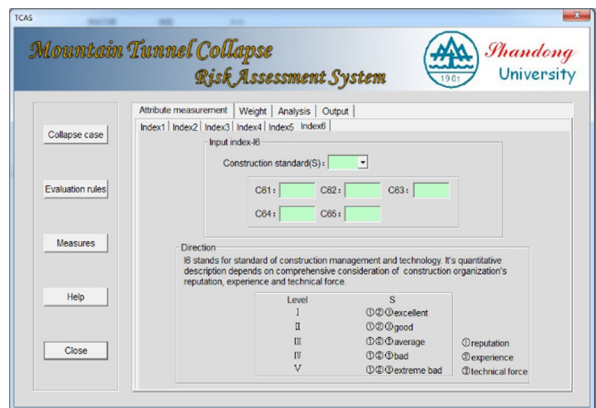 TCAS
Mountain Tunnel Collapse
Risk Assessment System
1901
Shandong
University
Collapse case
Evaluation rules
Measures
Help
Close
Attribute measurement Weight Analysis Output
Index1 Index2 Index3 Index4 Index5 Index6
Input index-I6
Construction standard(S):
C61: C62: C63:
C64: C65:
Direction
I6 stands for standard of construction management and technology. It's quantitative
description depends on comprehensive consideration of construction organization's
reputation, experience and technical force.
Level S
Ⅰ ①②③excellent
Ⅱ ①②③good
Ⅲ ①②③average ①reputation
Ⅳ ①②③bad ②experience
Ⅴ ①②③extreme bad ③technical force